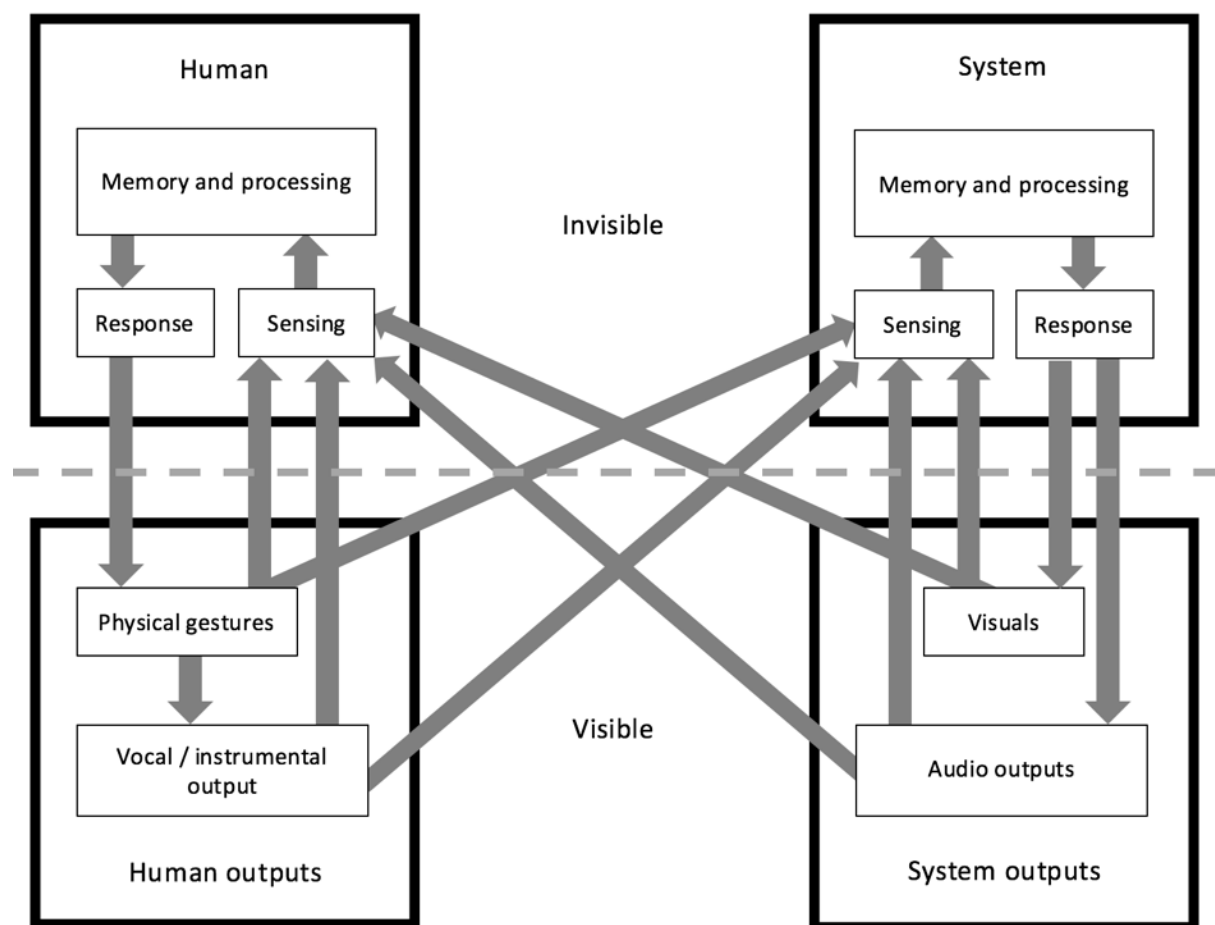 Human
System
Memory and processing
Memory and processing
Invisible
Response
Sensing
Sensing
Response
Physical gestures
Visuals
Visible
Vocal / instrumental
output
Audio outputs
Human outputs
System outputs